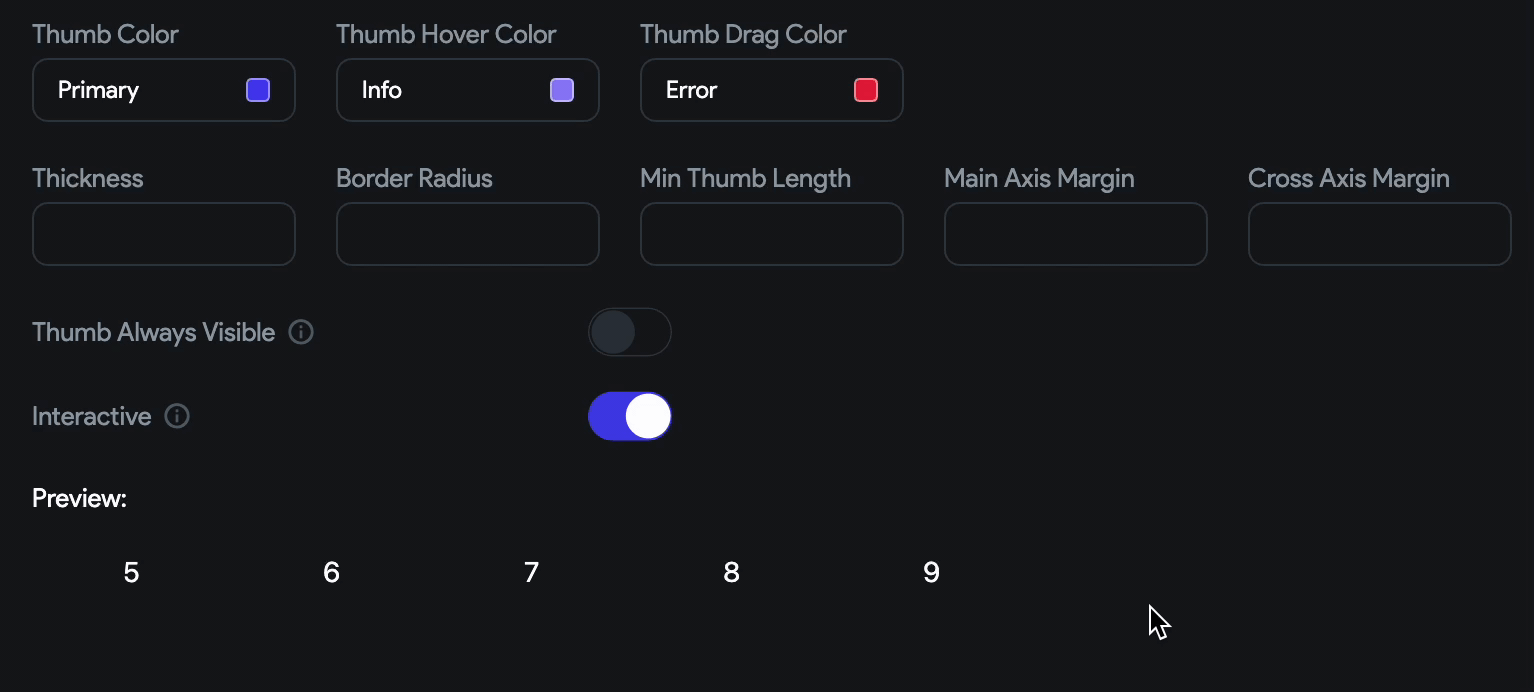 Thumb Color Thumb Hover Color Thumb Drag Color
Primary Info Error
Thickness Border Radius Min Thumb Length Main Axis Margin Cross Axis Margin
Thumb Always Visible
Interactive
Preview:
5 6 7 8 9